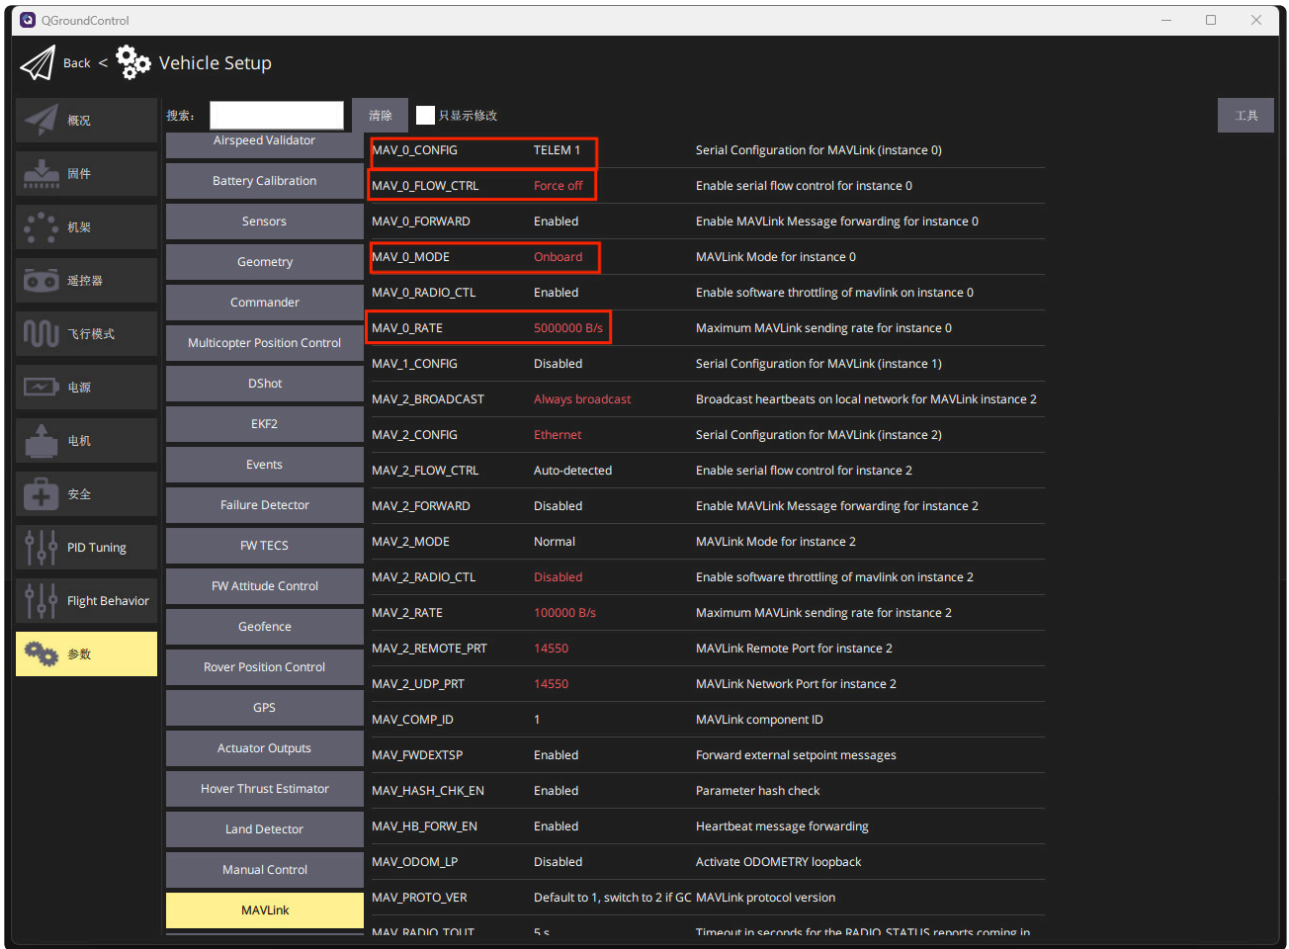 QGroundControl
Back < Vehicle Setup
搜索: 清除 只显示修改 工具
概况
固件
机架
遥控器
飞行模式
电源
电机
安全
PID Tuning
Flight Behavior
参数
Airspeed Validator
Battery Calibration
Sensors
Geometry
Commander
Multicopter Position Control
DShot
EKF2
Events
Failure Detector
FW TECS
FW Attitude Control
Geofence
Rover Position Control
GPS
Actuator Outputs
Hover Thrust Estimator
Land Detector
Manual Control
MAVLink
MAV_0_CONFIG TELEM 1 Serial Configuration for MAVLink (instance 0)
MAV_0_FLOW_CTRL Force off Enable serial flow control for instance 0
MAV_0_FORWARD Enabled Enable MAVLink Message forwarding for instance 0
MAV_0_MODE Onboard MAVLink Mode for instance 0
MAV_0_RADIO_CTL Enabled Enable software throttling of mavlink on instance 0
MAV_0_RATE 5000000 B/s Maximum MAVLink sending rate for instance 0
MAV_1_CONFIG Disabled Serial Configuration for MAVLink (instance 1)
MAV_2_BROADCAST Always broadcast Broadcast heartbeats on local network for MAVLink instance 2
MAV_2_CONFIG Ethernet Serial Configuration for MAVLink (instance 2)
MAV_2_FLOW_CTRL Auto-detected Enable serial flow control for instance 2
MAV_2_FORWARD Disabled Enable MAVLink Message forwarding for instance 2
MAV_2_MODE Normal MAVLink Mode for instance 2
MAV_2_RADIO_CTL Disabled Enable software throttling of mavlink on instance 2
MAV_2_RATE 100000 B/s Maximum MAVLink sending rate for instance 2
MAV_2_REMOTE_PRT 14550 MAVLink Remote Port for instance 2
MAV_2_UDP_PRT 14550 MAVLink Network Port for instance 2
MAV_COMP_ID 1 MAVLink component ID
MAV_FWDEXTSP Enabled Forward external setpoint messages
MAV_HASH_CHK_EN Enabled Parameter hash check
MAV_HB_FORW_EN Enabled Heartbeat message forwarding
MAV_ODOM_LP Disabled Activate ODOMETRY loopback
MAV_PROTO_VER Default to 1, switch to 2 if GC MAVLink protocol version
MAV_RADIO_TOUT 5 s Timeout in seconds for the RADIO_STATUS reports coming in